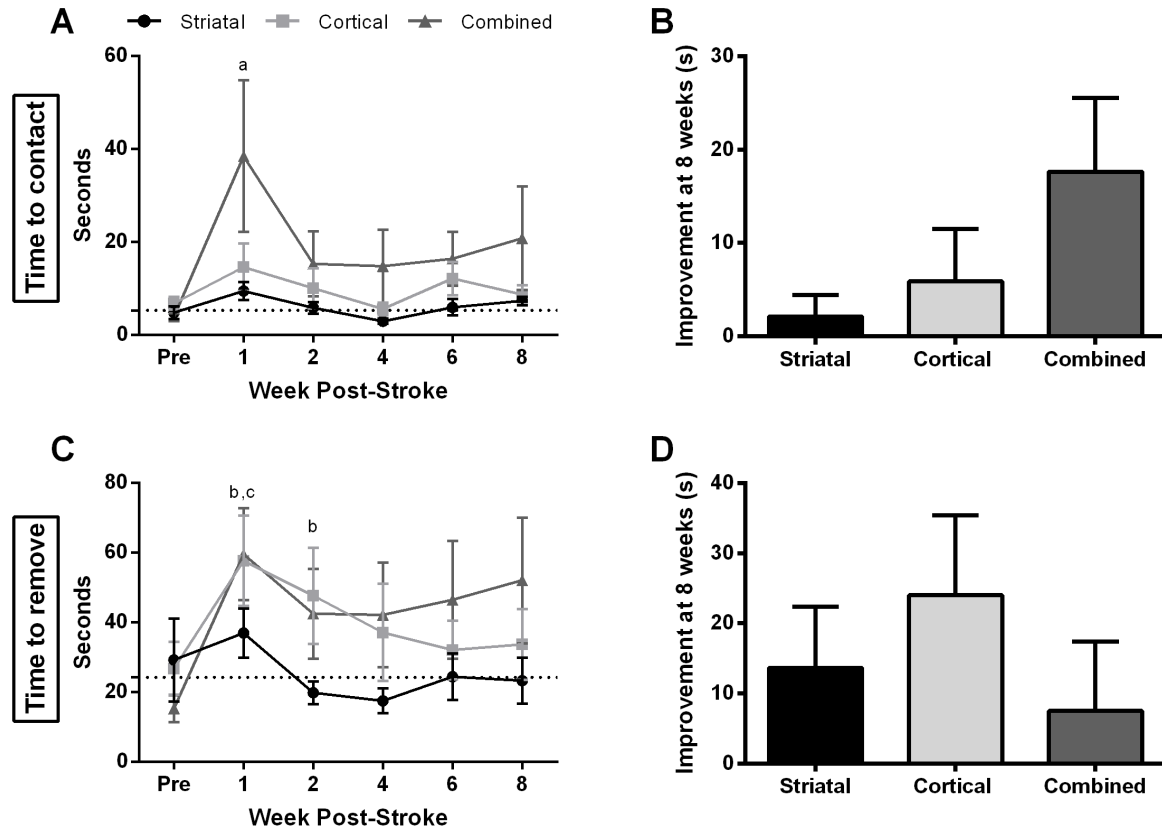 A
Striatal Cortical Combined
Time to contact
Seconds
60
40
20
0
a
Pre 1 2 4 6 8
Week Post-Stroke
B
Improvement at 8 weeks (s)
30
20
10
0
Striatal Cortical Combined
C
Time to remove
Seconds
80
60
40
20
0
b,c
b
Pre 1 2 4 6 8
Week Post-Stroke
D
Improvement at 8 weeks (s)
40
30
20
10
0
Striatal Cortical Combined